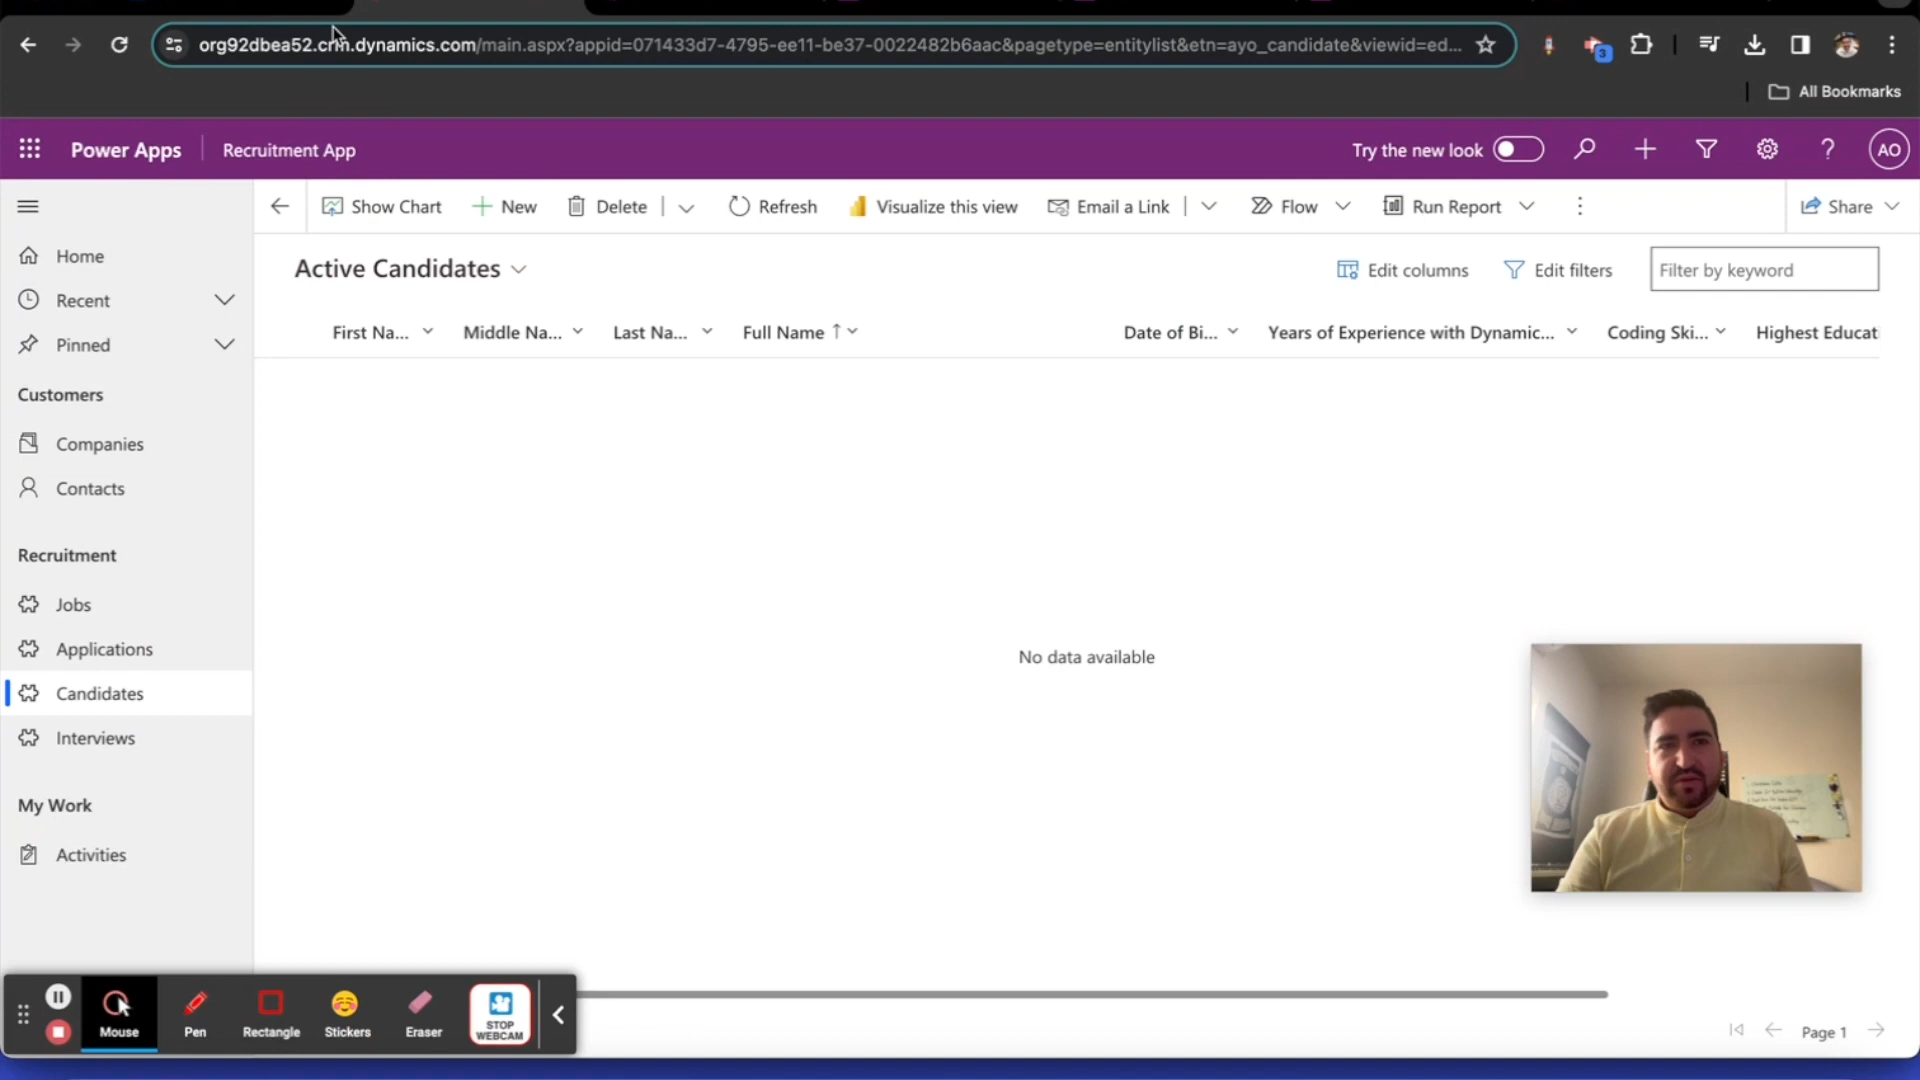 org92dbea52.crm.dynamics.com/main.aspx?appid=071433d7-4795-ee11-be37-0022482b6aac&pagetype=entitylist&etn=ayo_candidate&viewid=ed...
3
All Bookmarks
Power Apps
Recruitment App
Try the new look
AO
Show Chart
New
Delete
Refresh
Visualize this view
Email a Link
Flow
Run Report
Share
Home
Recent
Pinned
Customers
Companies
Contacts
Recruitment
Jobs
Applications
Candidates
Interviews
My Work
Activities
Active Candidates
Edit columns
Edit filters
Filter by keyword
First Na...
Middle Na...
Last Na...
Full Name
Date of Bi...
Years of Experience with Dynamic...
Coding Ski...
Highest Educati
No data available
Mouse
Pen
Rectangle
Stickers
Eraser
STOP
WEBCAM
Page 1